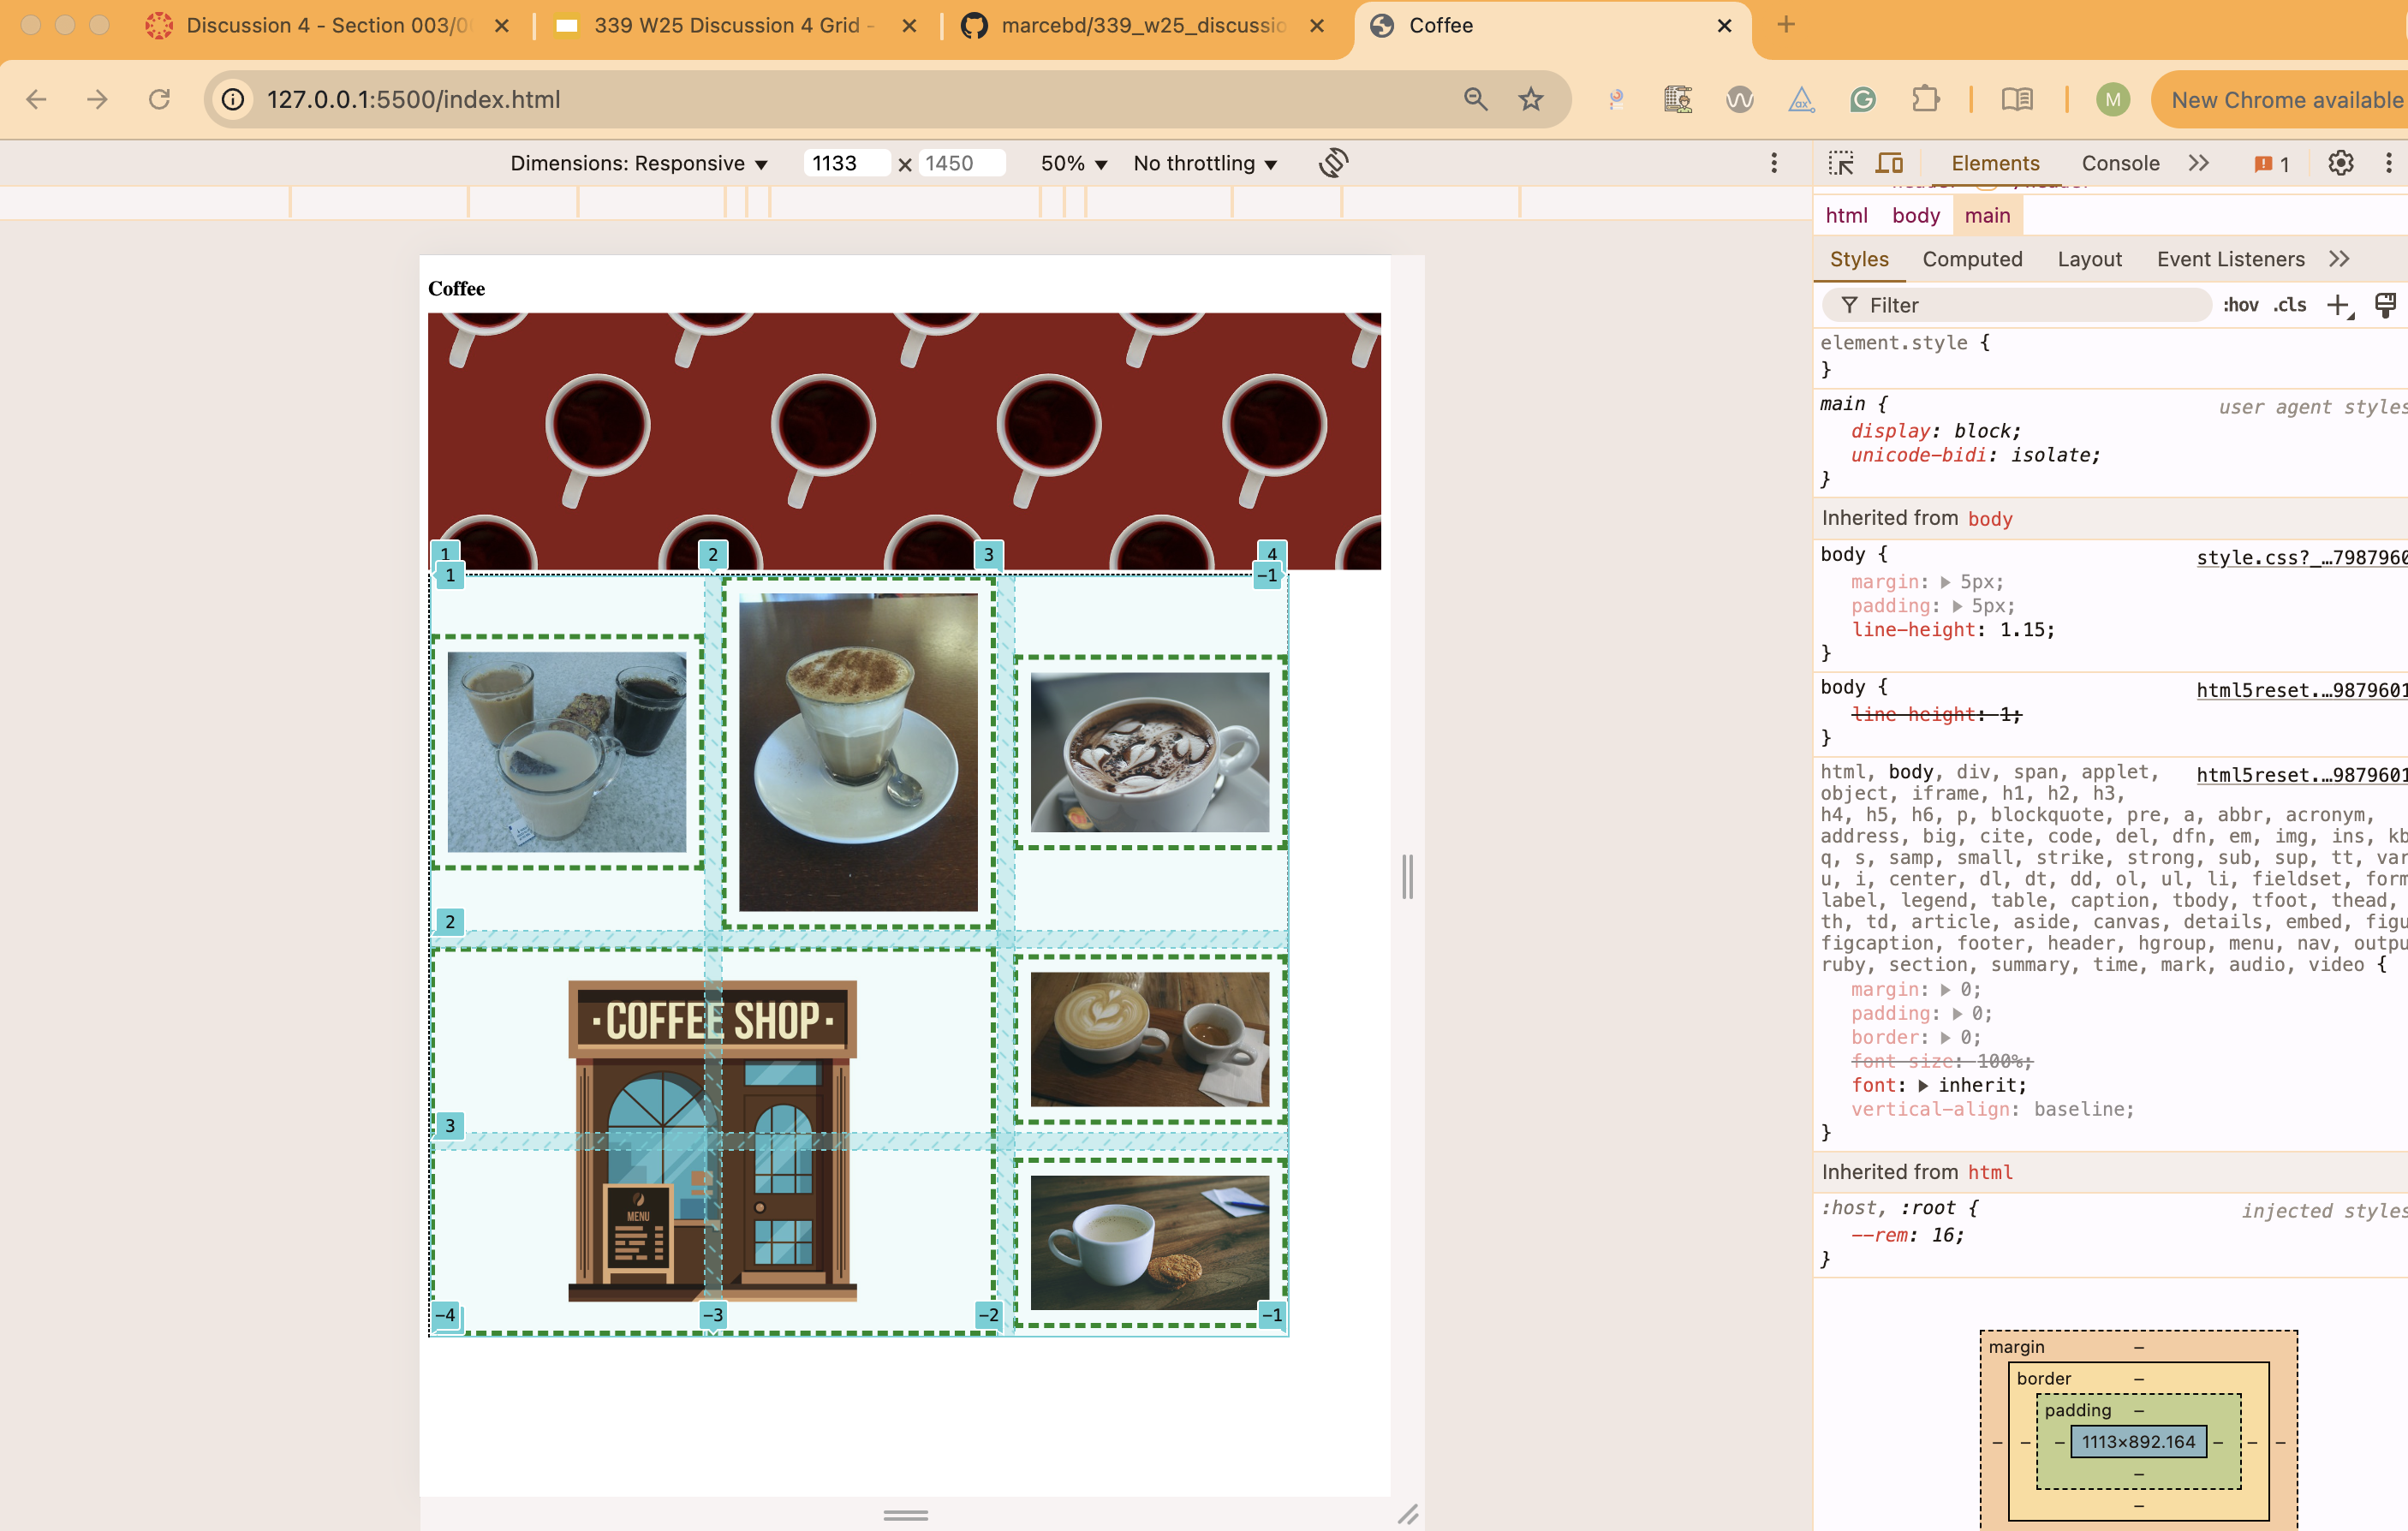 Discussion 4 - Section 003/0
339 W25 Discussion 4 Grid -
marcebd/339_w25_discussio
Coffee
127.0.0.1:5500/index.html
M
New Chrome available
Dimensions: Responsive
1133
×
1450
50%
No throttling
Elements
Console
1
html
body
main
Styles
Computed
Layout
Event Listeners
Filter
:hov
.cls
element.style {
}
main {
user agent styles
display: block;
unicode-bidi: isolate;
}
Inherited from body
body {
style.css?_…7987960
margin: 5px;
padding: 5px;
line-height: 1.15;
}
body {
html5reset.…9879601
line-height: 1;
}
html, body, div, span, applet,
html5reset.…9879601
object, iframe, h1, h2, h3,
h4, h5, h6, p, blockquote, pre, a, abbr, acronym,
address, big, cite, code, del, dfn, em, img, ins, kb
q, s, samp, small, strike, strong, sub, sup, tt, var
u, i, center, dl, dt, dd, ol, ul, li, fieldset, form
label, legend, table, caption, tbody, tfoot, thead,
th, td, article, aside, canvas, details, embed, figu
figcaption, footer, header, hgroup, menu, nav, outpu
ruby, section, summary, time, mark, audio, video {
margin: 0;
padding: 0;
border: 0;
font-size: 100%;
font: inherit;
vertical-align: baseline;
}
Inherited from html
:host, :root {
injected styles
--rem: 16;
}
margin
–
border
–
padding
–
– – – 1113×892.164 – – –
–
–
Coffee
1
2
3
4
1
−1
2
·COFFEE SHOP·
3
MENU
−4
−3
−2
−1